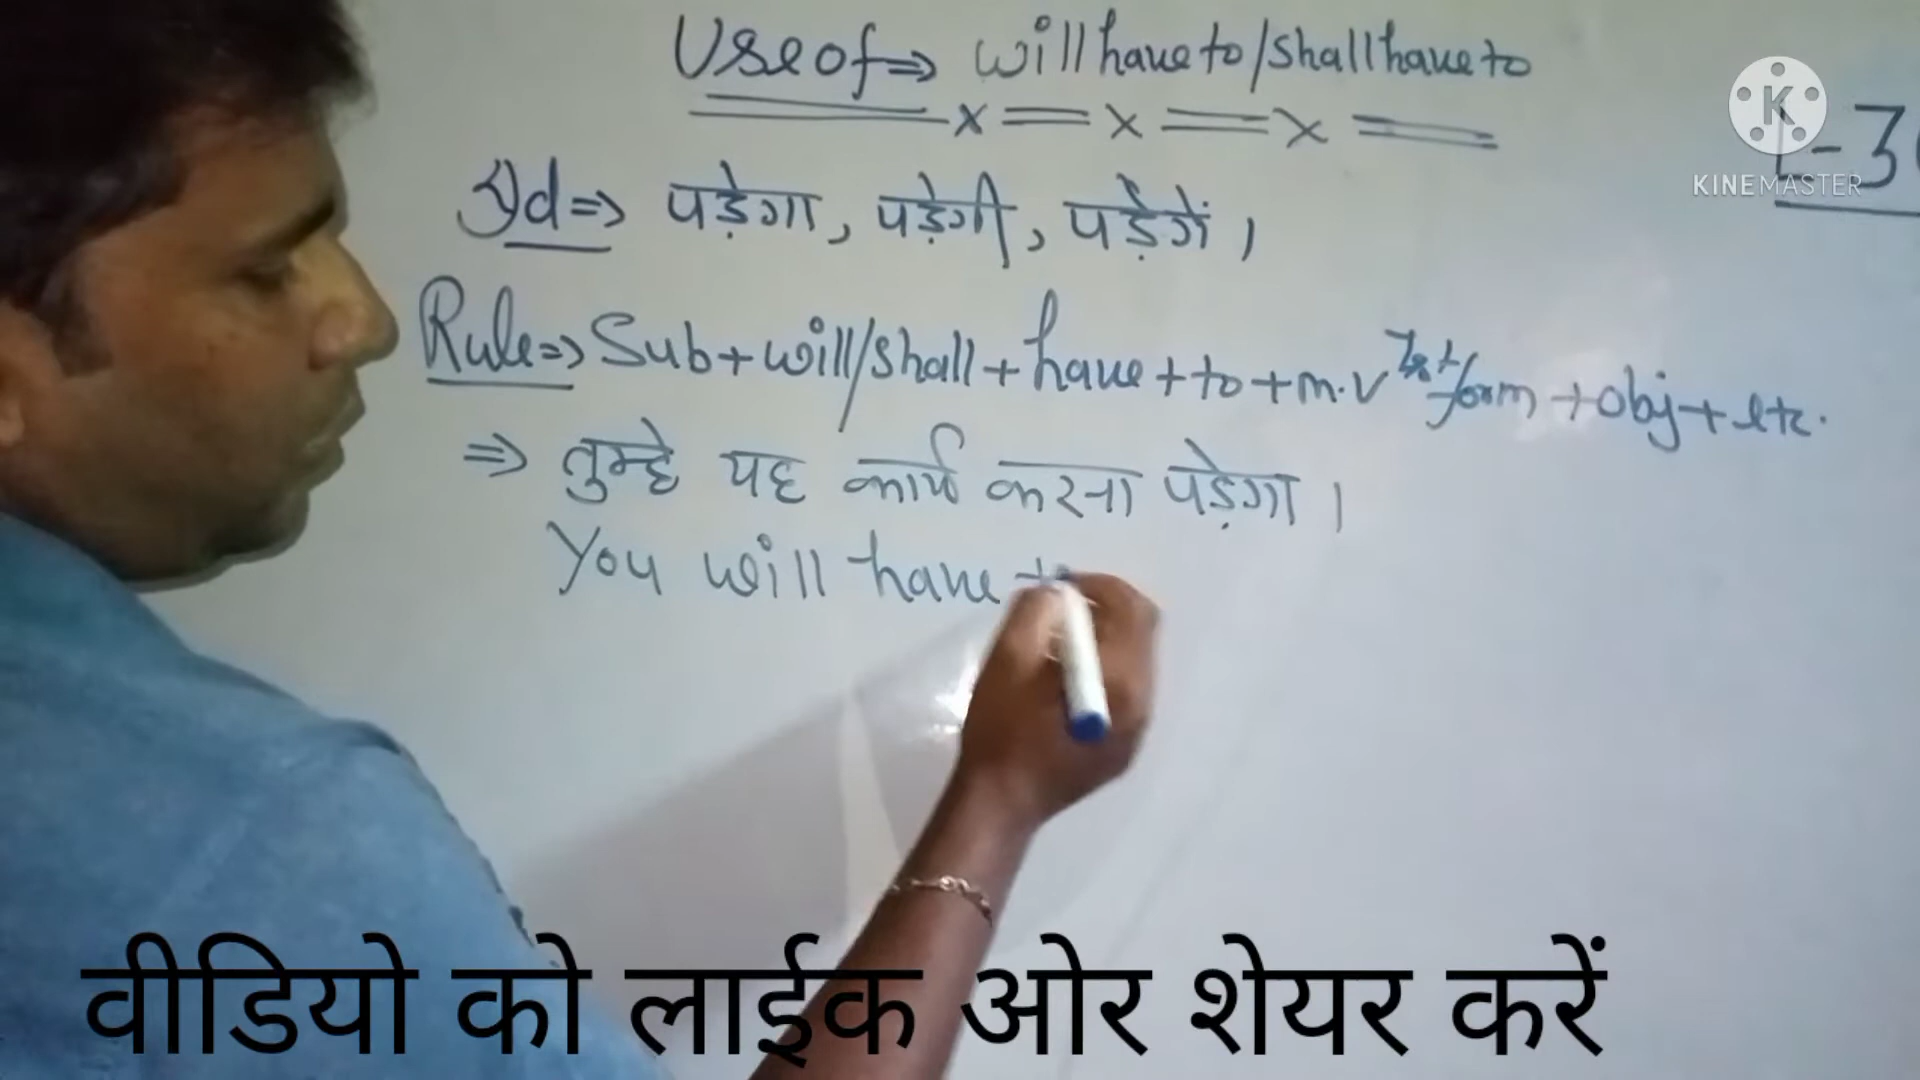 Use of ⇒ will have to/shall have to
Id ⇒ पड़ेगा, पड़ेगी, पड़ेगें।
Rule ⇒ Sub + will/shall + have + to + m.v 1st form + obj + etc.
⇒ तुम्हे यह कार्य करना पड़ेगा।
You will have to
KINEMASTER
वीडियो को लाईक ओर शेयर करें